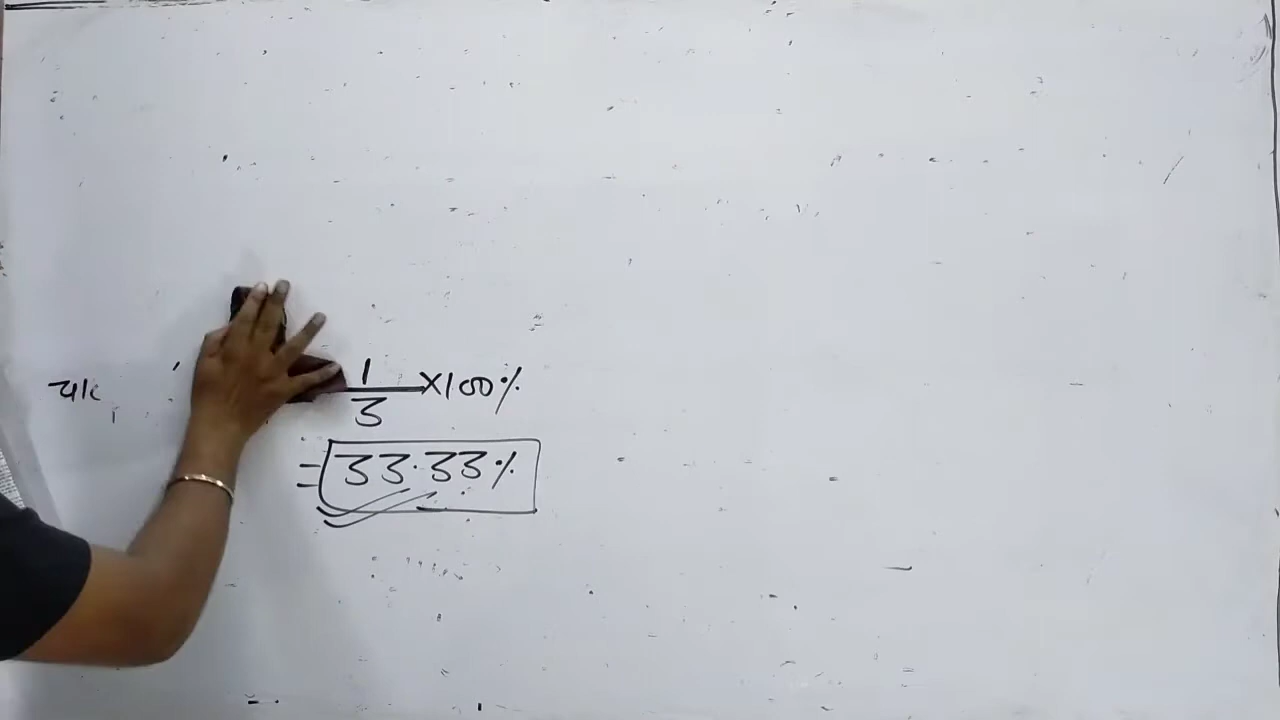 1/3 ×100%
= 33.33%